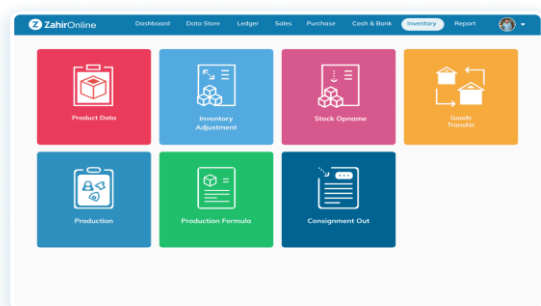 Z ZahirOnline
Dashboard Data Store Ledger Sales Purchase Cash & Bank Inventory Report
Product Data
Inventory
Adjustment
Stock Opname
Goods
Transfer
Production
Production Formula
Consignment Out